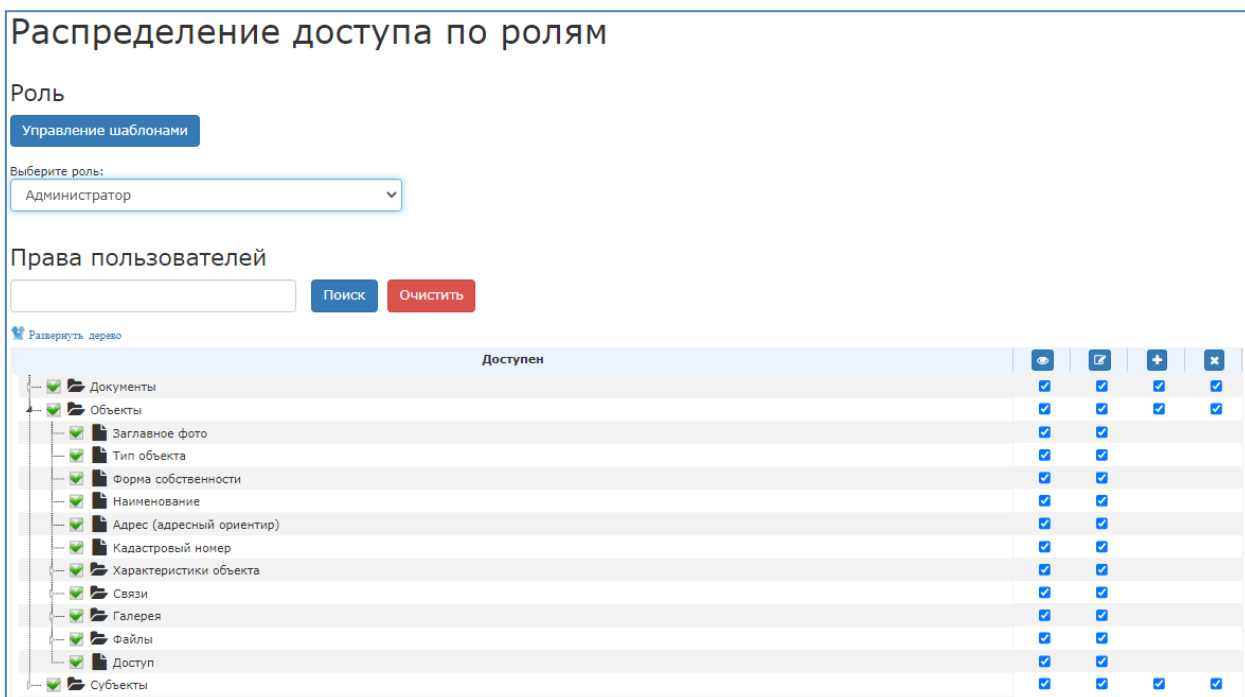 Распределение доступа по ролям
Роль
Управление шаблонами
Выберите роль:
Администратор
Права пользователей
Поиск Очистить
Развернуть дерево
Доступен
Документы
Объекты
Заглавное фото
Тип объекта
Форма собственности
Наименование
Адрес (адресный ориентир)
Кадастровый номер
Характеристики объекта
Связи
Галерея
Файлы
Доступ
Субъекты